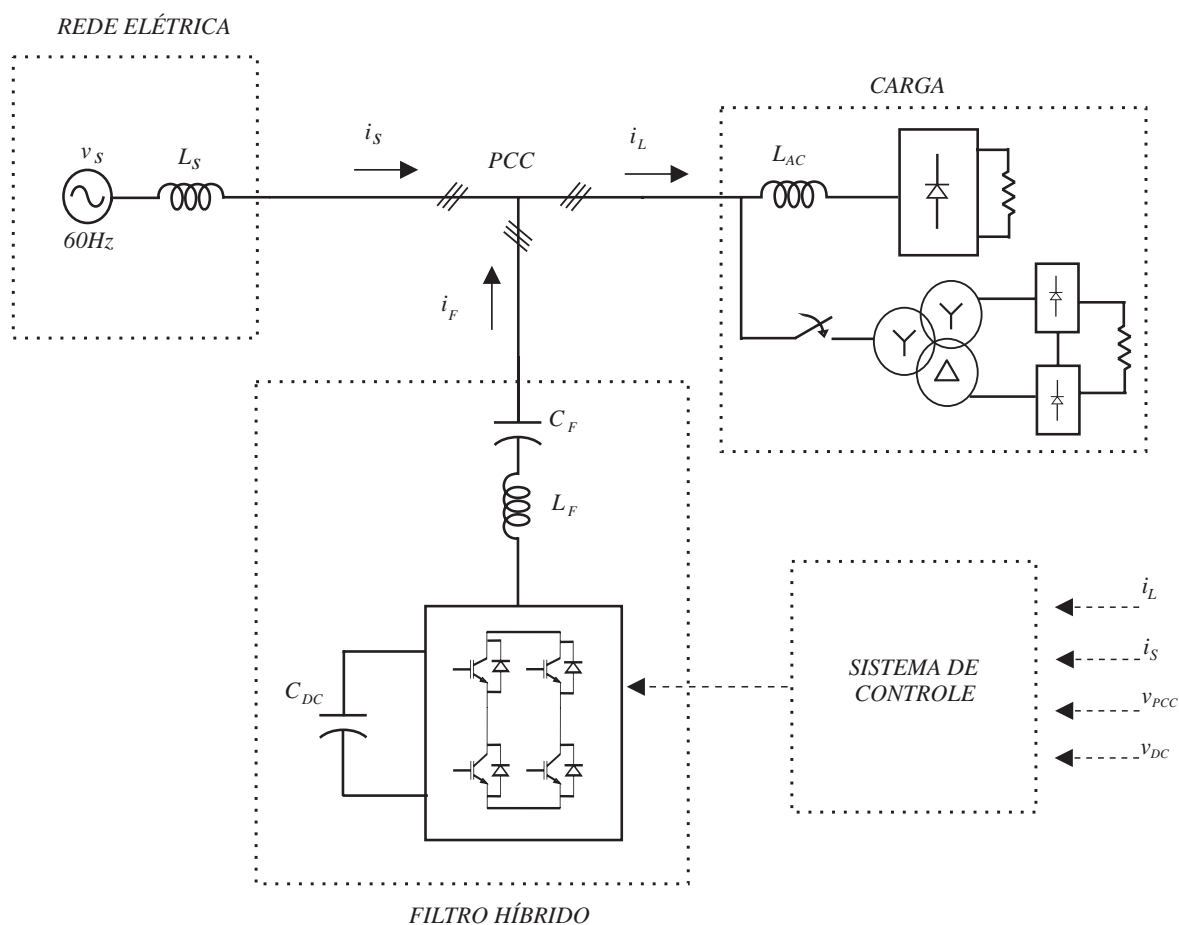 REDE ELÉTRICA
CARGA
v_S
L_S
i_S
PCC
i_L
L_AC
60Hz
i_F
C_F
L_F
C_DC
SISTEMA DE
CONTROLE
i_L
i_S
v_PCC
v_DC
FILTRO HÍBRIDO